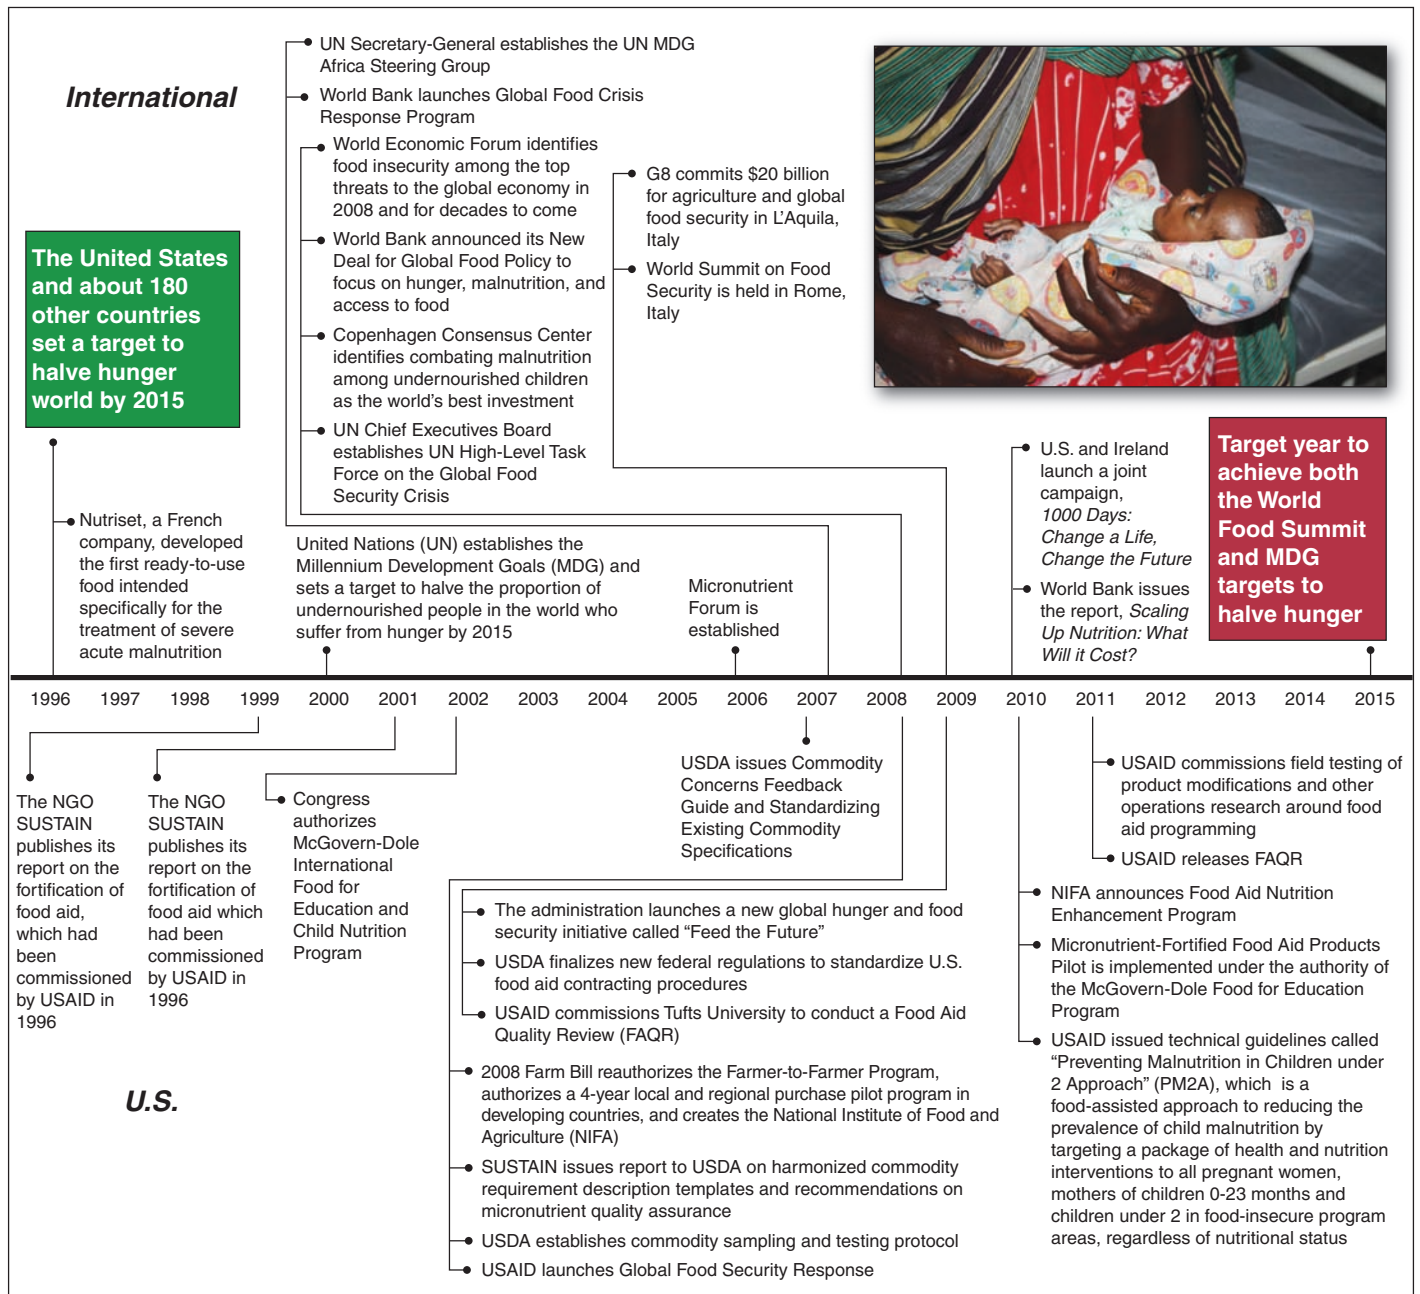 International
UN Secretary-General establishes the UN MDG
Africa Steering Group
World Bank launches Global Food Crisis
Response Program
World Economic Forum identifies
food insecurity among the top
threats to the global economy in
2008 and for decades to come
World Bank announced its New
Deal for Global Food Policy to
focus on hunger, malnutrition, and
access to food
Copenhagen Consensus Center
identifies combating malnutrition
among undernourished children
as the world’s best investment
UN Chief Executives Board
establishes UN High-Level Task
Force on the Global Food
Security Crisis
G8 commits $20 billion
for agriculture and global
food security in L’Aquila,
Italy
World Summit on Food
Security is held in Rome,
Italy
The United States
and about 180
other countries
set a target to
halve hunger
world by 2015
Nutriset, a French
company, developed
the first ready-to-use
food intended
specifically for the
treatment of severe
acute malnutrition
United Nations (UN) establishes the
Millennium Development Goals (MDG) and
sets a target to halve the proportion of
undernourished people in the world who
suffer from hunger by 2015
Micronutrient
Forum is
established
U.S. and Ireland
launch a joint
campaign,
1000 Days:
Change a Life,
Change the Future
World Bank issues
the report, Scaling
Up Nutrition: What
Will it Cost?
Target year to
achieve both
the World
Food Summit
and MDG
targets to
halve hunger
1996 1997 1998 1999 2000 2001 2002 2003 2004 2005 2006 2007 2008 2009 2010 2011 2012 2013 2014 2015
The NGO
SUSTAIN
publishes its
report on the
fortification of
food aid,
which had
been
commissioned
by USAID in
1996
The NGO
SUSTAIN
publishes its
report on the
fortification of
food aid which
had been
commissioned
by USAID in
1996
Congress
authorizes
McGovern-Dole
International
Food for
Education and
Child Nutrition
Program
USDA issues Commodity
Concerns Feedback
Guide and Standardizing
Existing Commodity
Specifications
The administration launches a new global hunger and food
security initiative called “Feed the Future”
USDA finalizes new federal regulations to standardize U.S.
food aid contracting procedures
USAID commissions Tufts University to conduct a Food Aid
Quality Review (FAQR)
2008 Farm Bill reauthorizes the Farmer-to-Farmer Program,
authorizes a 4-year local and regional purchase pilot program in
developing countries, and creates the National Institute of Food and
Agriculture (NIFA)
SUSTAIN issues report to USDA on harmonized commodity
requirement description templates and recommendations on
micronutrient quality assurance
USDA establishes commodity sampling and testing protocol
USAID launches Global Food Security Response
USAID commissions field testing of
product modifications and other
operations research around food
aid programming
USAID releases FAQR
NIFA announces Food Aid Nutrition
Enhancement Program
Micronutrient-Fortified Food Aid Products
Pilot is implemented under the authority of
the McGovern-Dole Food for Education
Program
USAID issued technical guidelines called
“Preventing Malnutrition in Children under
2 Approach” (PM2A), which is a
food-assisted approach to reducing the
prevalence of child malnutrition by
targeting a package of health and nutrition
interventions to all pregnant women,
mothers of children 0-23 months and
children under 2 in food-insecure program
areas, regardless of nutritional status
U.S.